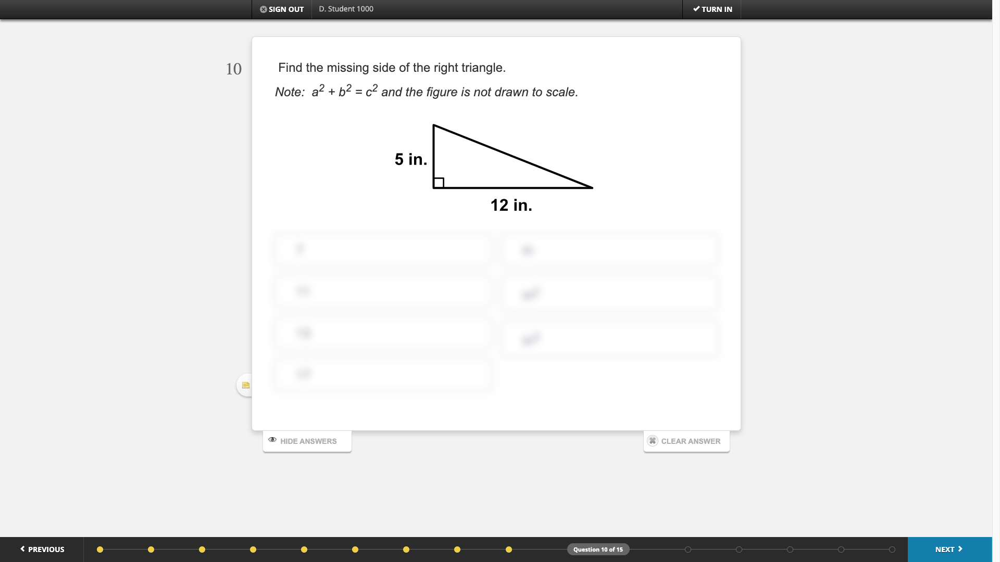 SIGN OUT
D. Student 1000
TURN IN
10
Find the missing side of the right triangle.
Note: a² + b² = c² and the figure is not drawn to scale.
5 in.
12 in.
HIDE ANSWERS
CLEAR ANSWER
PREVIOUS
Question 10 of 15
NEXT